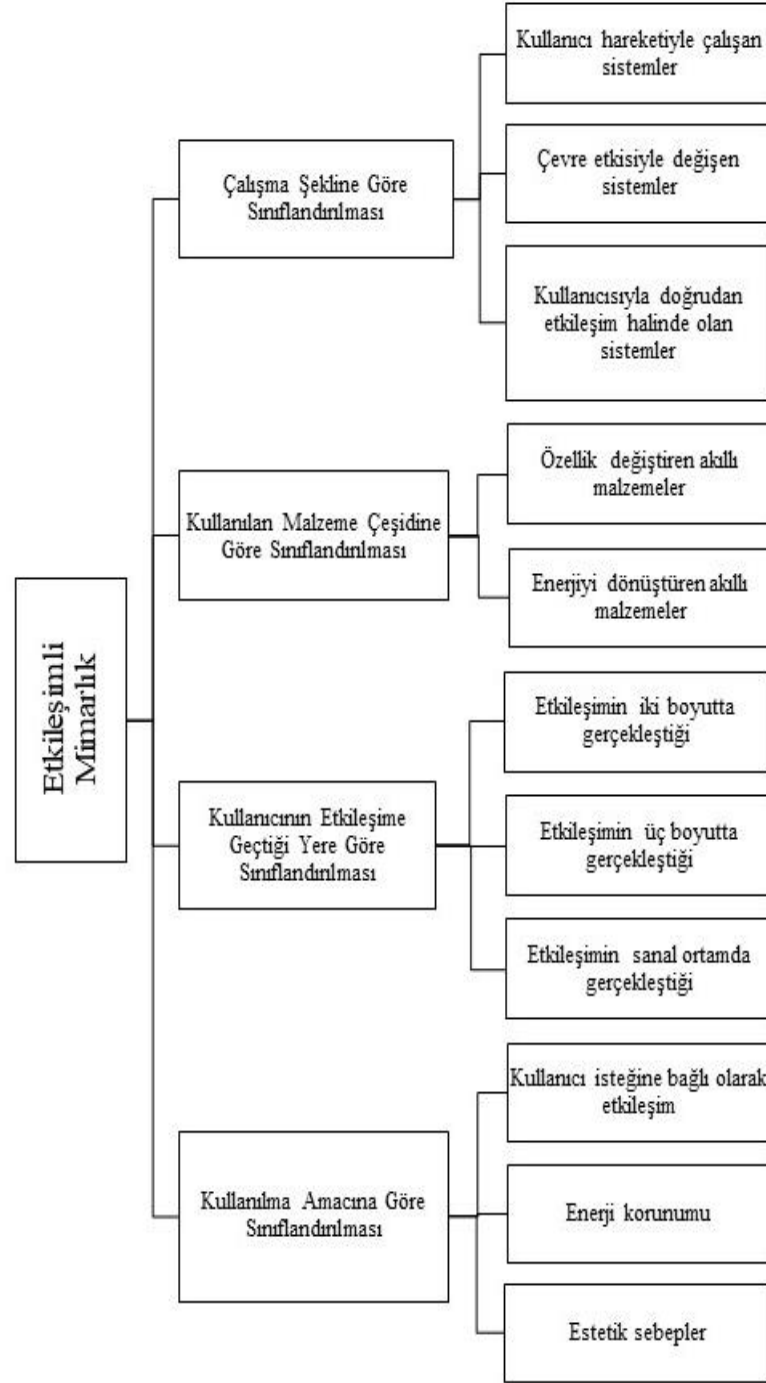 Etkileşimli
Mimarlık
Çalışma Şekline Göre
Sınıflandırılması
Kullanıcı hareketiyle çalışan
sistemler
Çevre etkisiyle değişen
sistemler
Kullanıcısıyla doğrudan
etkileşim halinde olan
sistemler
Kullanılan Malzeme Çeşidine
Göre Sınıflandırılması
Özellik değiştiren akıllı
malzemeler
Enerjiyi dönüştüren akıllı
malzemeler
Kullanıcının Etkileşime
Geçtiği Yere Göre
Sınıflandırılması
Etkileşimin iki boyutta
gerçekleştiği
Etkileşimin üç boyutta
gerçekleştiği
Etkileşimin sanal ortamda
gerçekleştiği
Kullanılma Amacına Göre
Sınıflandırılması
Kullanıcı isteğine bağlı olarak
etkileşim
Enerji korunumu
Estetik sebepler